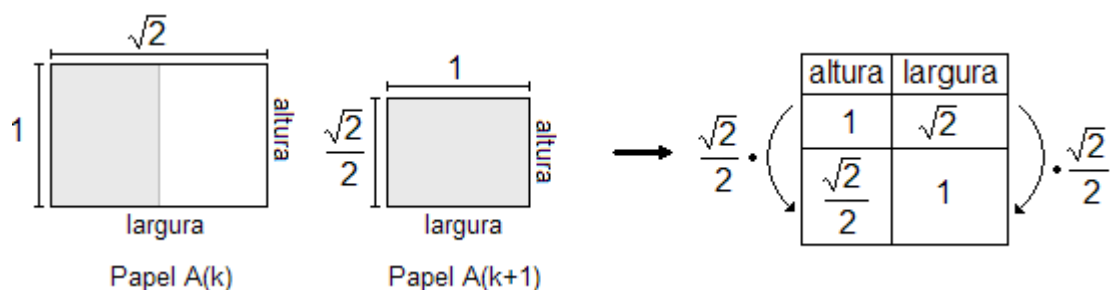 √2
1
altura
largura
Papel A(k)
1
√2/2
altura
largura
Papel A(k+1)
altura largura
1 √2
√2/2 1
√2/2 •
• √2/2